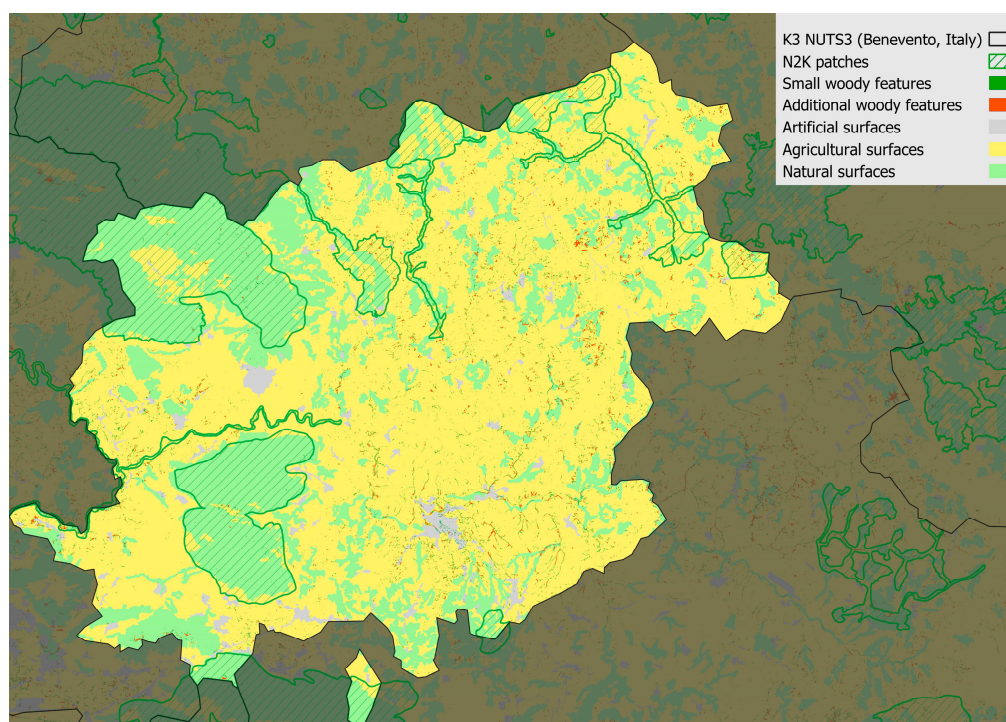 K3 NUTS3 (Benevento, Italy)
N2K patches
Small woody features
Additional woody features
Artificial surfaces
Agricultural surfaces
Natural surfaces